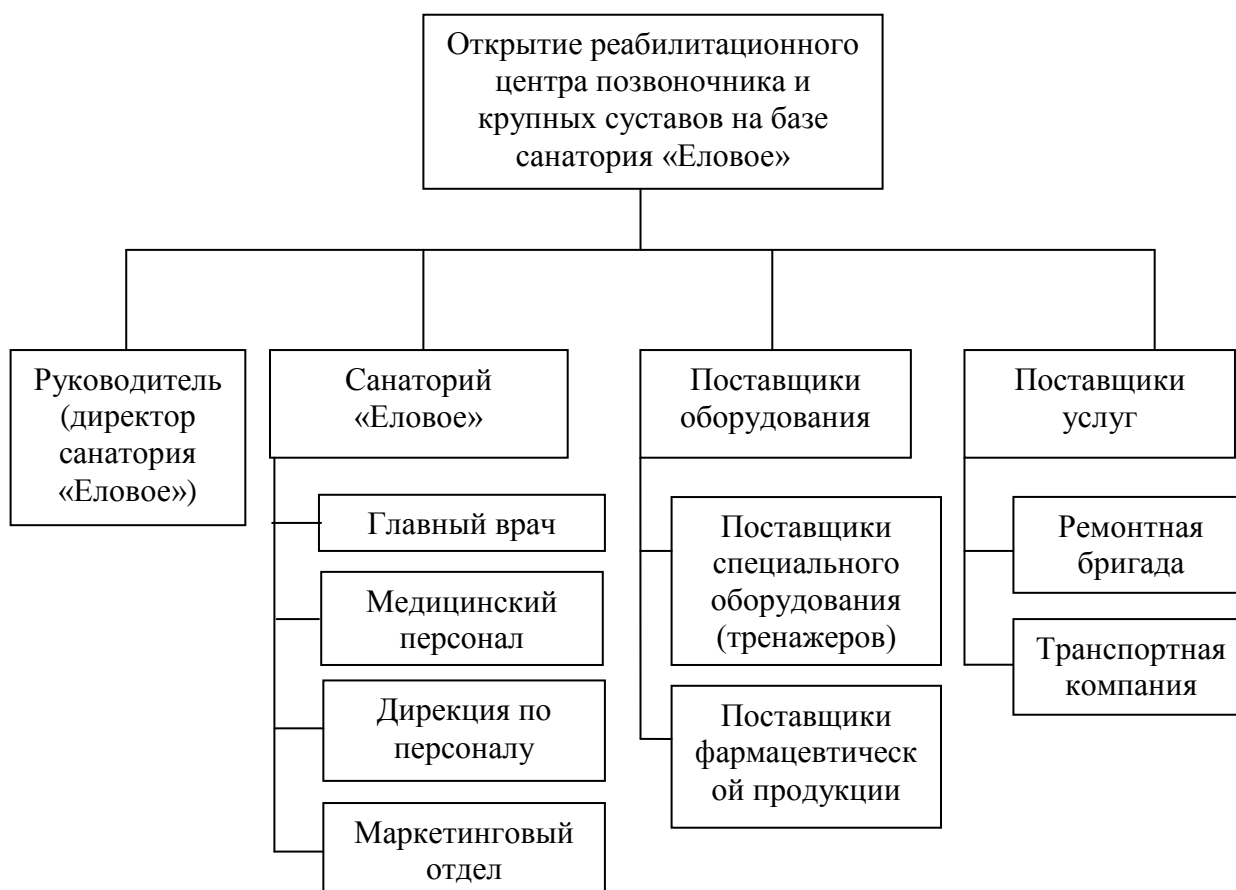 Открытие реабилитационного
центра позвоночника и
крупных суставов на базе
санатория «Еловое»
Руководитель
(директор
санатория
«Еловое»)
Санаторий
«Еловое»
Главный врач
Медицинский
персонал
Дирекция по
персоналу
Маркетинговый
отдел
Поставщики
оборудования
Поставщики
специального
оборудования
(тренажеров)
Поставщики
фармацевтическ
ой продукции
Поставщики
услуг
Ремонтная
бригада
Транспортная
компания